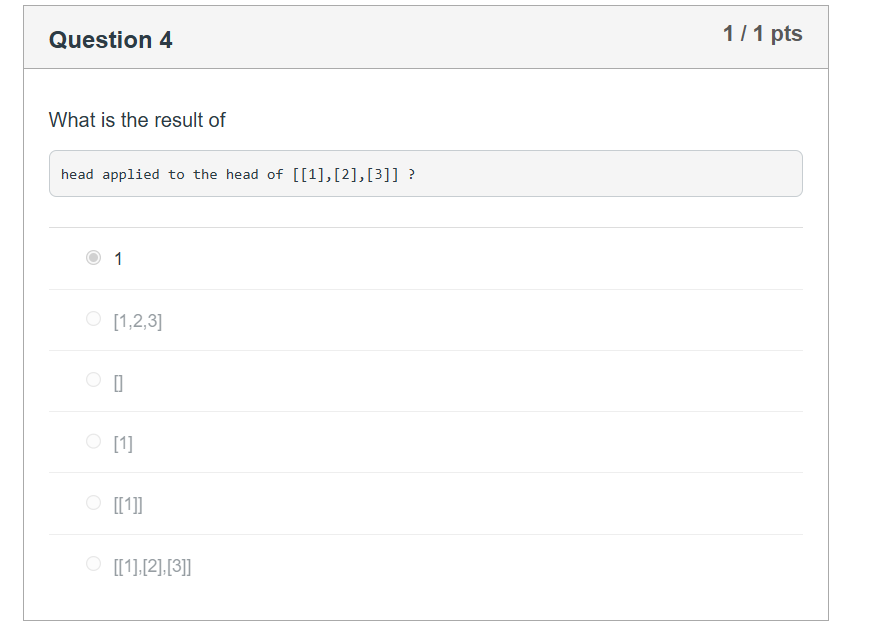 Question 4
1 / 1 pts
What is the result of
head applied to the head of [[1],[2],[3]] ?
1
[1,2,3]
[]
[1]
[[1]]
[[1],[2],[3]]